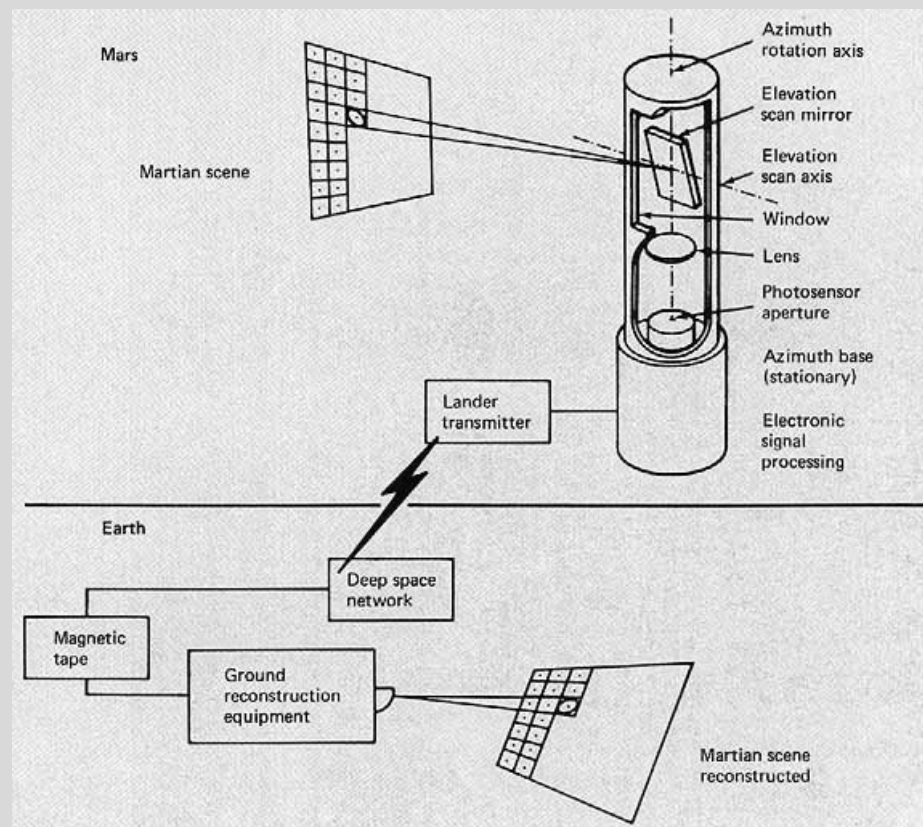 Mars
Martian scene
Azimuth
rotation axis
Elevation
scan mirror
Elevation
scan axis
Window
Lens
Photosensor
aperture
Azimuth base
(stationary)
Electronic
signal
processing
Lander
transmitter
Earth
Deep space
network
Magnetic
tape
Ground
reconstruction
equipment
Martian scene
reconstructed